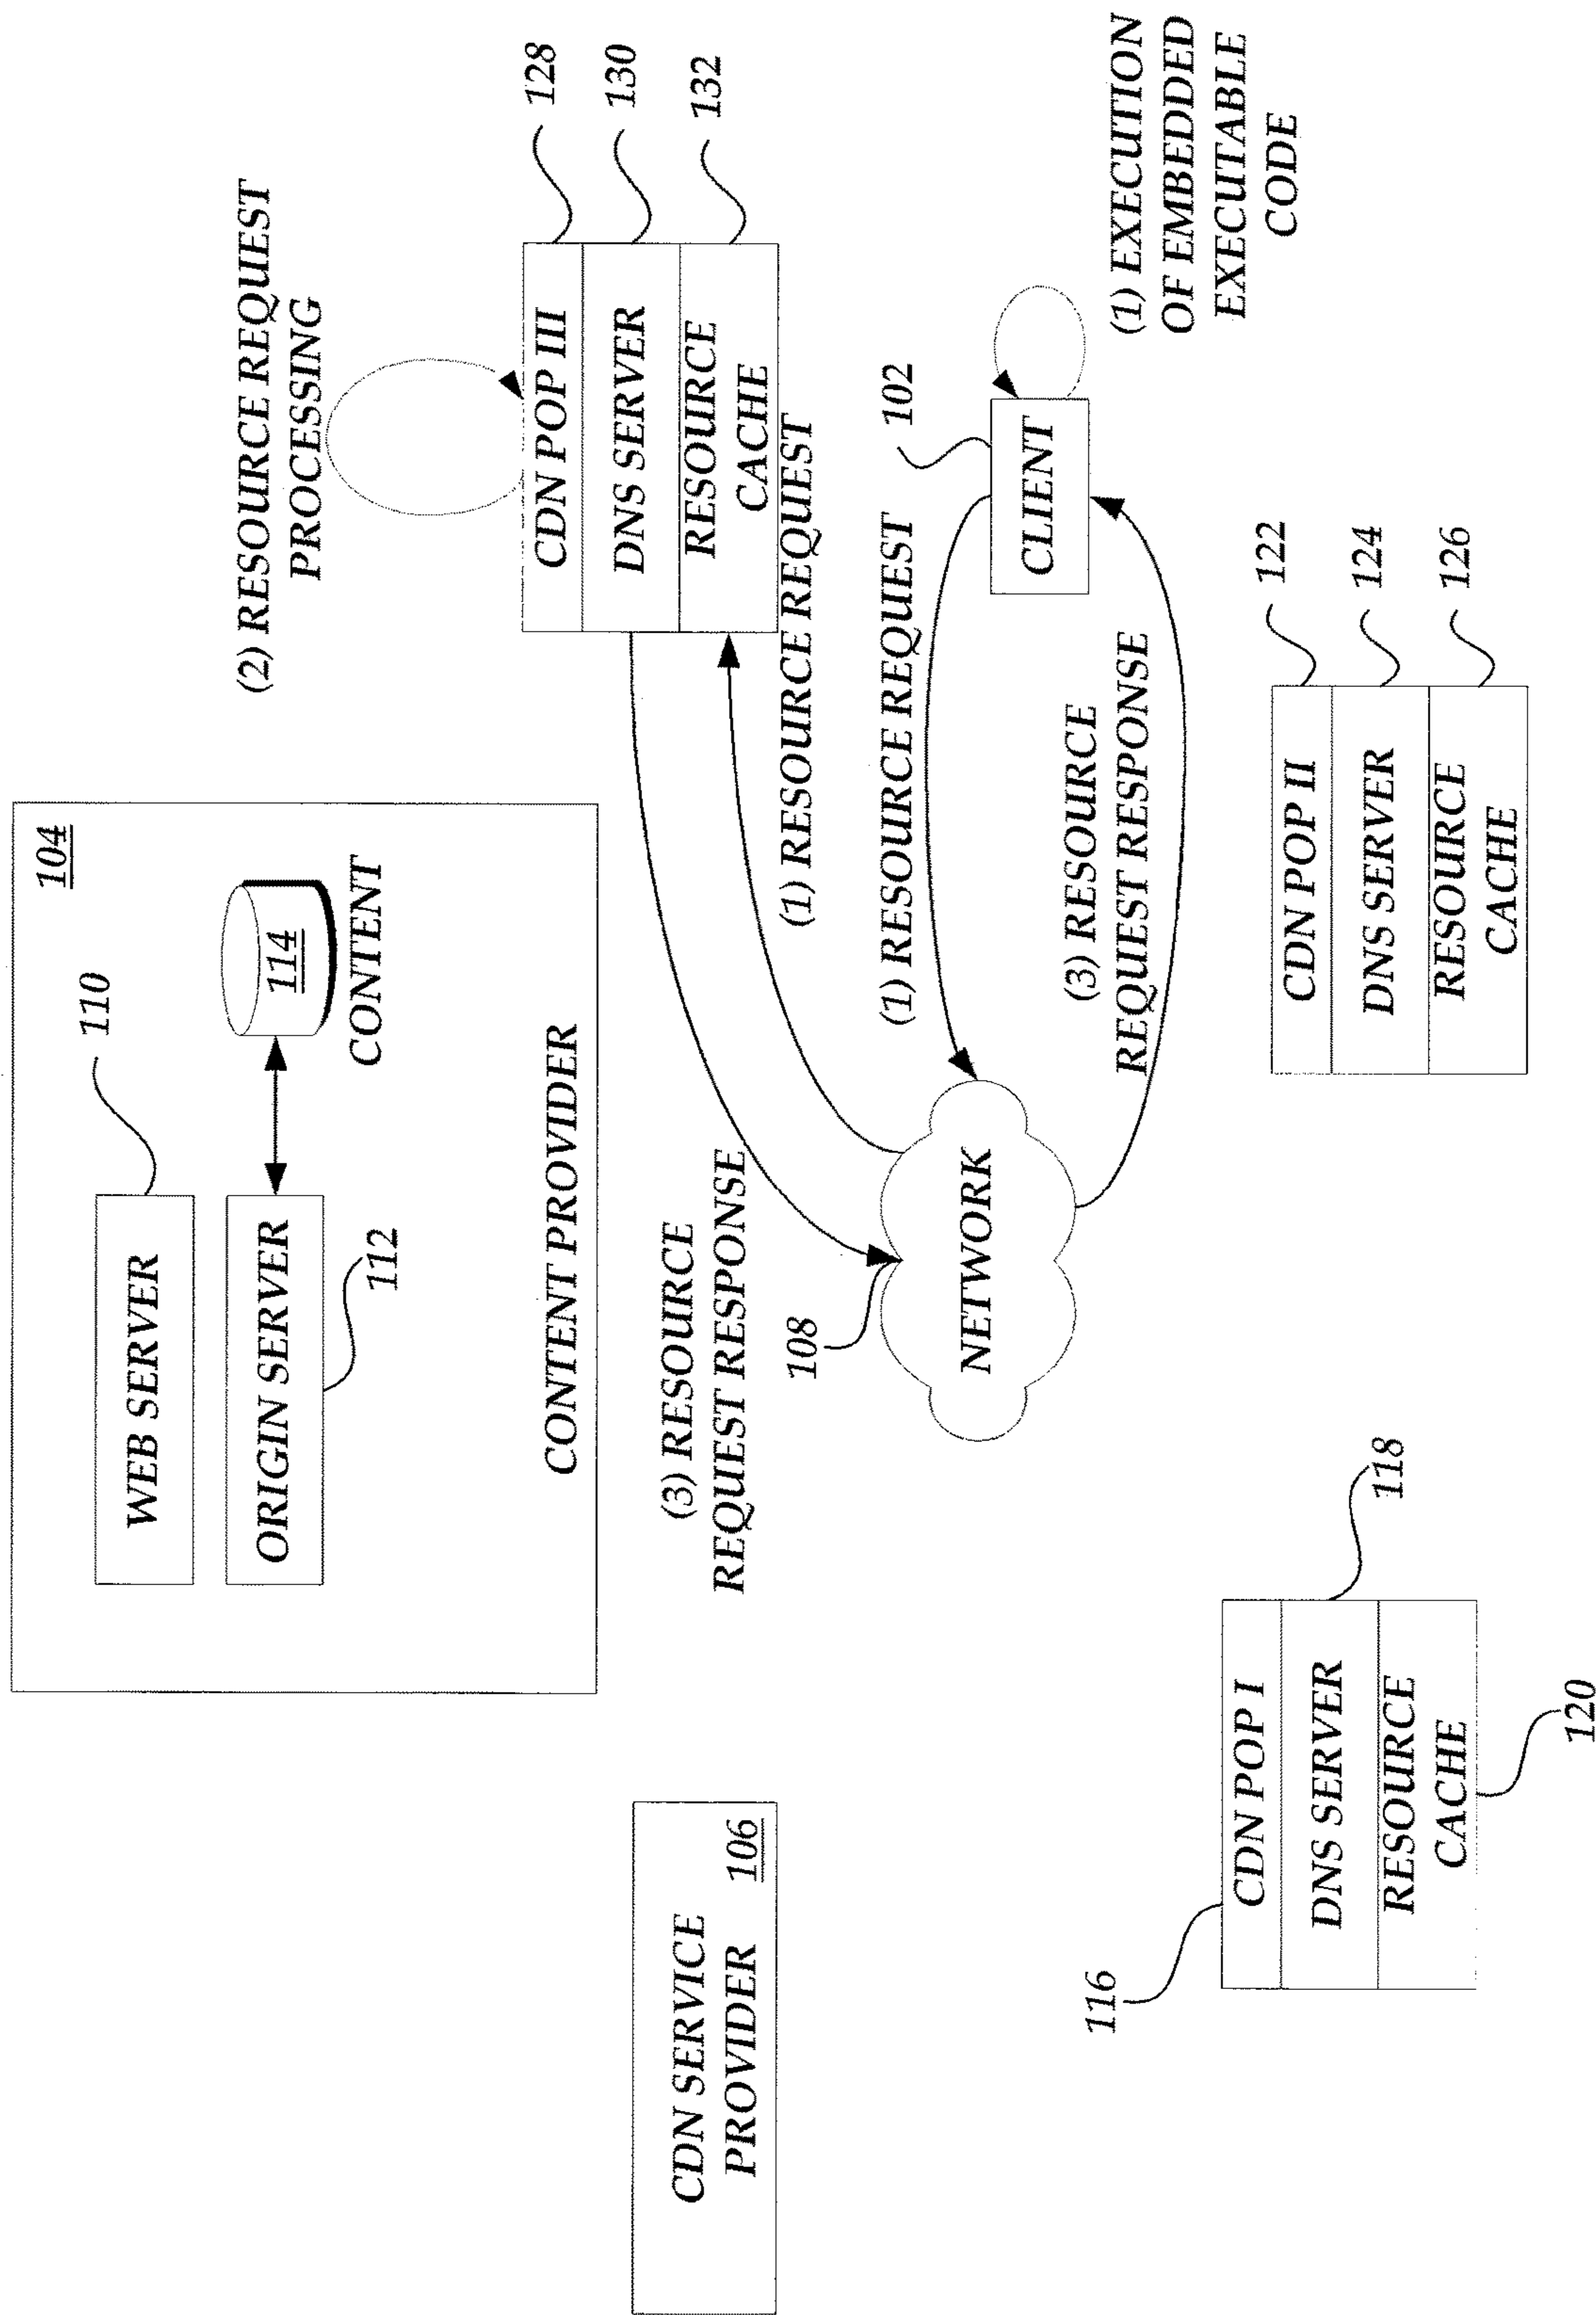 104
WEB SERVER
110
ORIGIN SERVER
112
114
CONTENT
CONTENT PROVIDER
(2) RESOURCE REQUEST
PROCESSING
CDN POP III
128
DNS SERVER
130
RESOURCE
CACHE
132
CDN SERVICE
PROVIDER
106
(3) RESOURCE
REQUEST RESPONSE
(1) RESOURCE REQUEST
108
NETWORK
(1) RESOURCE REQUEST
102
CLIENT
(1) EXECUTION
OF EMBEDDED
EXECUTABLE
CODE
(3) RESOURCE
REQUEST RESPONSE
116
CDN POP I
DNS SERVER
118
RESOURCE
CACHE
120
CDN POP II
122
DNS SERVER
124
RESOURCE
CACHE
126